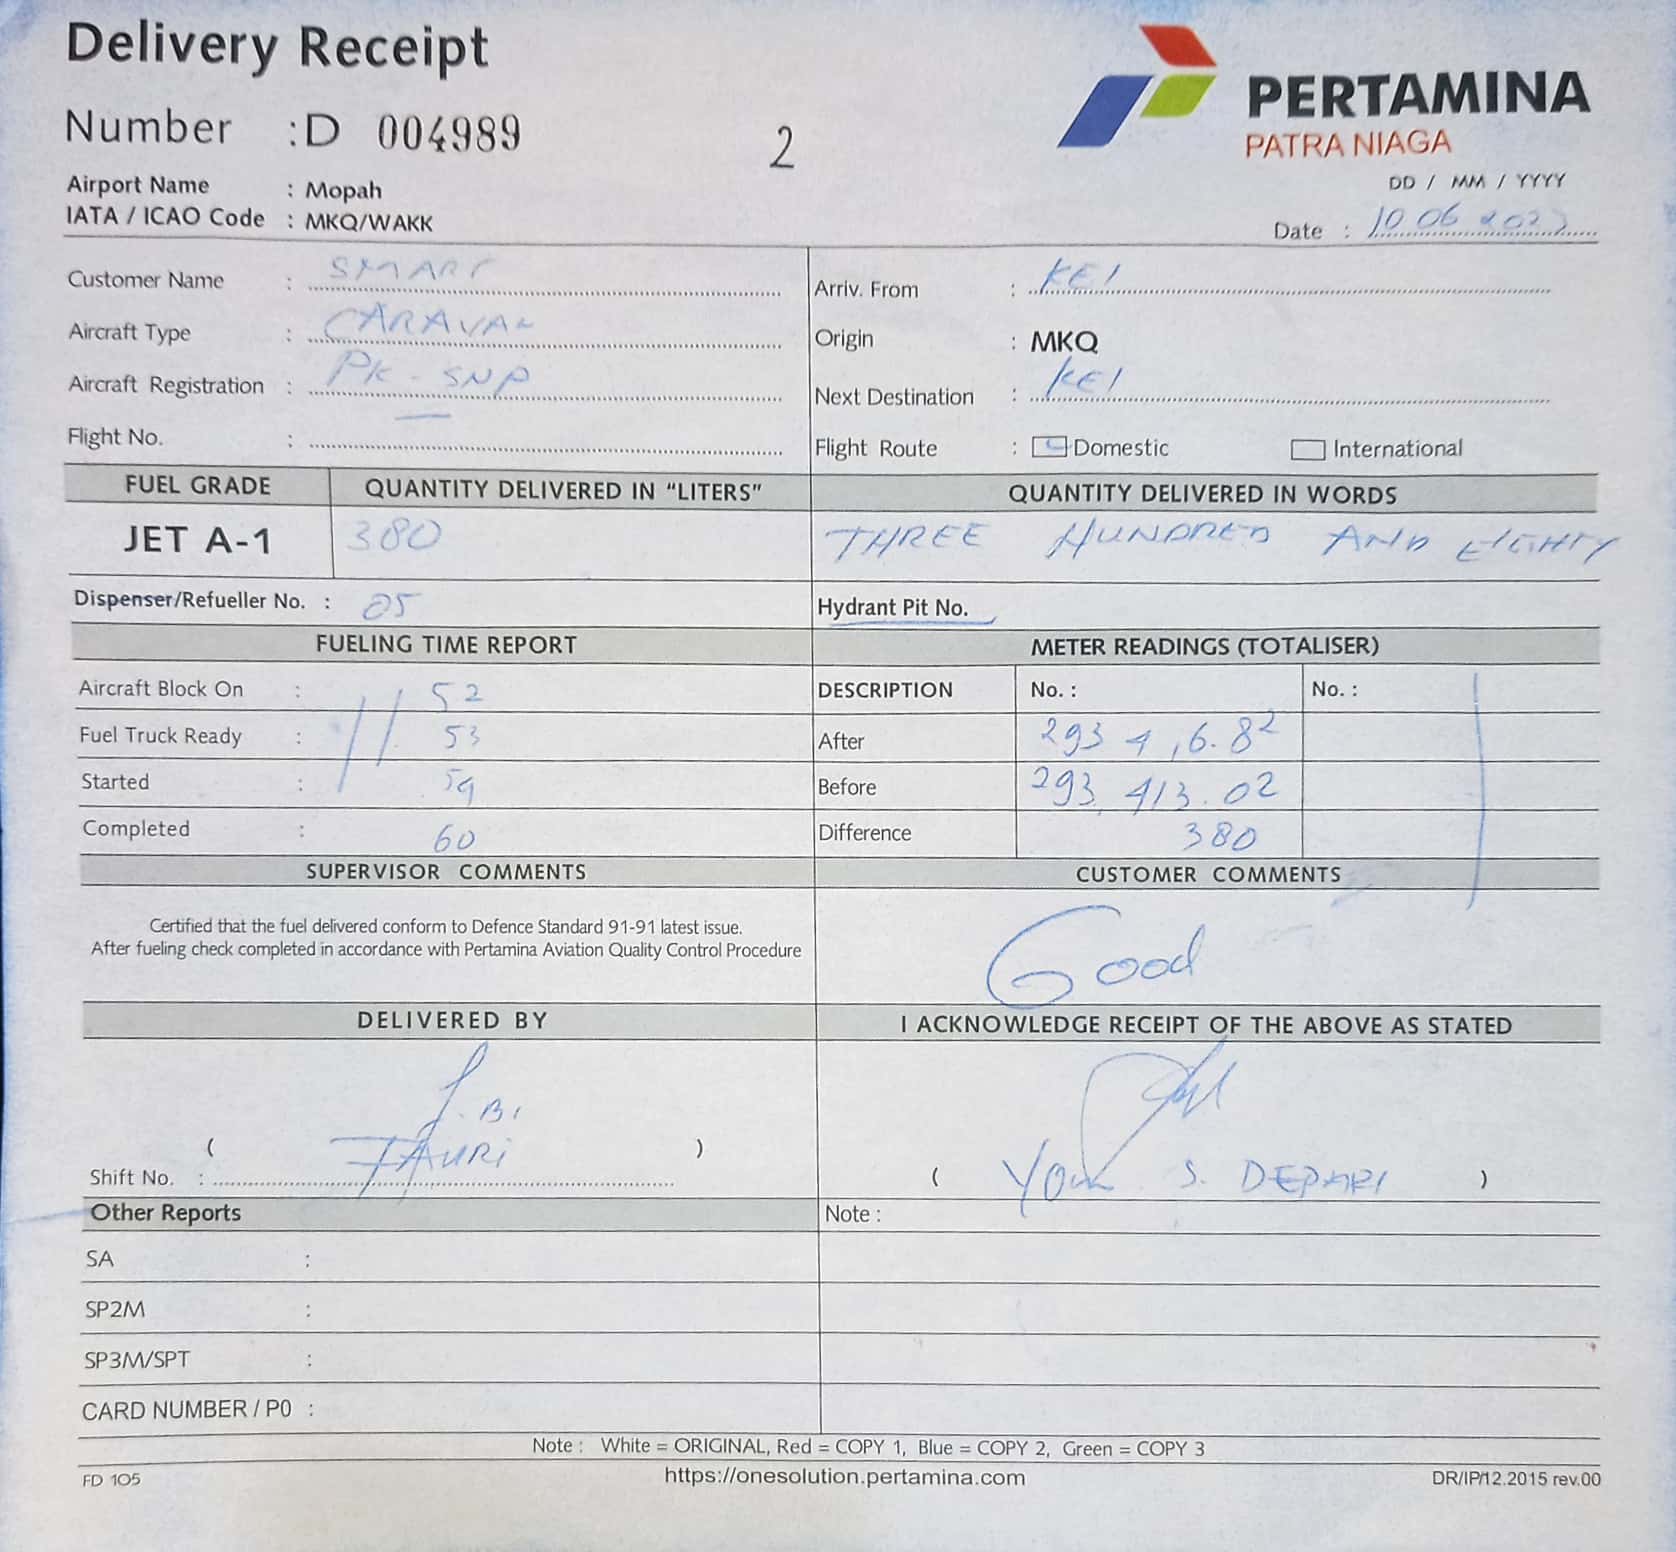 Delivery Receipt
Number : D 004989
2
PERTAMINA
PATRA NIAGA
Airport Name : Mopah
IATA / ICAO Code : MKQ/WAKK
DD / MM / YYYY
Date : 10 06
Customer Name : SMART
Arriv. From : KEI
Aircraft Type : CARAVAN
Origin : MKQ
Aircraft Registration : PK - SNP
Next Destination : KEI
Flight No. : —
Flight Route : Domestic International
FUEL GRADE QUANTITY DELIVERED IN "LITERS" QUANTITY DELIVERED IN WORDS
JET A-1 380 THREE HUNDRED AND EIGHTY
Dispenser/Refueller No. : 05 Hydrant Pit No.
FUELING TIME REPORT METER READINGS (TOTALISER)
Aircraft Block On : 52 DESCRIPTION No. : No. :
Fuel Truck Ready : 53 After 293
Started : Before 293, 413.02
Completed : 60 Difference 380
SUPERVISOR COMMENTS CUSTOMER COMMENTS
Certified that the fuel delivered conform to Defence Standard 91-91 latest issue.
After fueling check completed in accordance with Pertamina Aviation Quality Control Procedure
Good
DELIVERED BY I ACKNOWLEDGE RECEIPT OF THE ABOVE AS STATED
( )
Shift No. :
( S. DEPARI )
Other Reports Note :
SA :
SP2M :
SP3M/SPT :
CARD NUMBER / P0 :
Note : White = ORIGINAL, Red = COPY 1, Blue = COPY 2, Green = COPY 3
FD 105 https://onesolution.pertamina.com DR/IP/12.2015 rev.00